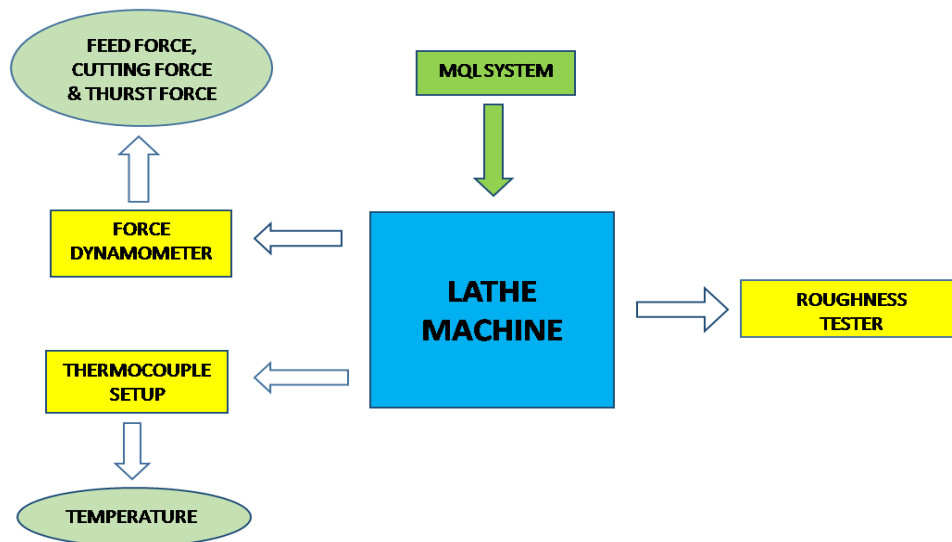 FEED FORCE,
CUTTING FORCE
& THURST FORCE
MQL SYSTEM
FORCE
DYNAMOMETER
LATHE
MACHINE
ROUGHNESS
TESTER
THERMOCOUPLE
SETUP
TEMPERATURE